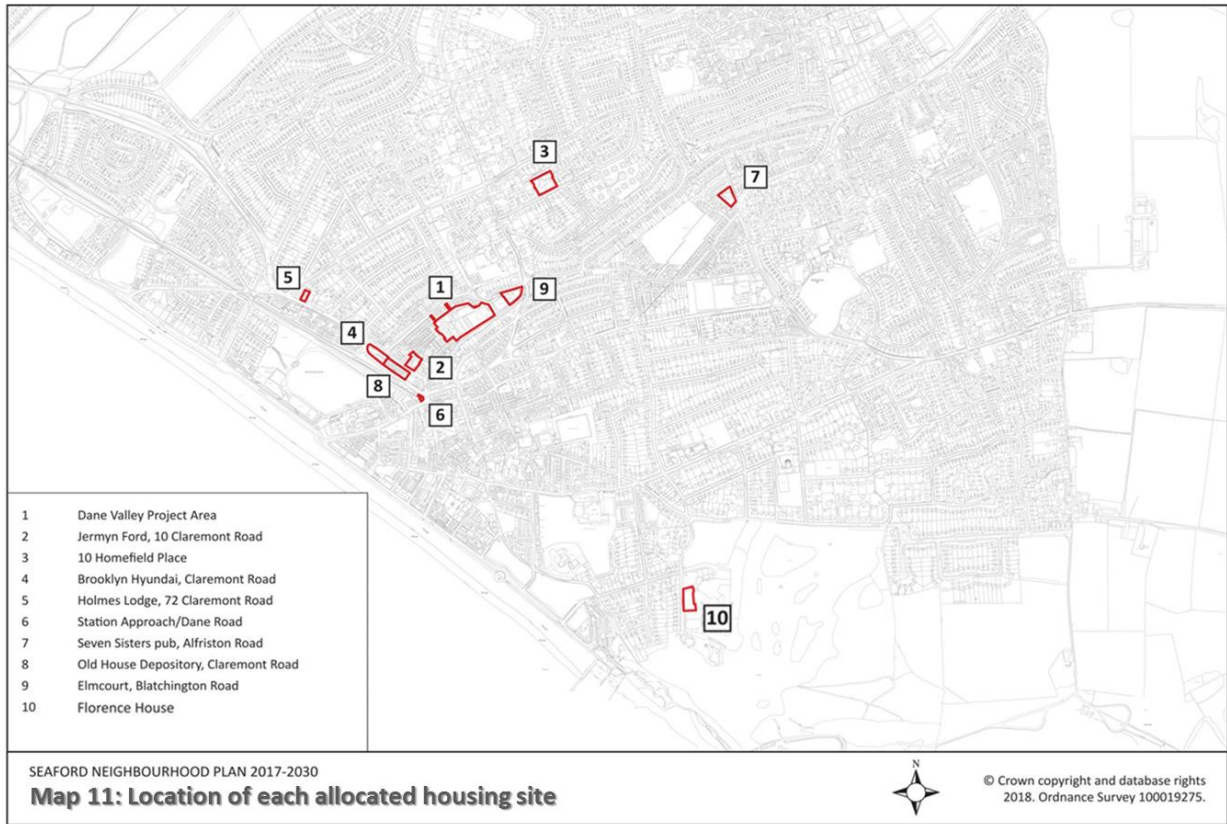 3
7
5
9
1
4
2
8
6
10
1 Dane Valley Project Area
2 Jermyn Ford, 10 Claremont Road
3 10 Homefield Place
4 Brooklyn Hyundai, Claremont Road
5 Holmes Lodge, 72 Claremont Road
6 Station Approach/Dane Road
7 Seven Sisters pub, Alfriston Road
8 Old House Depository, Claremont Road
9 Elmcourt, Blatchington Road
10 Florence House
SEAFORD NEIGHBOURHOOD PLAN 2017-2030
Map 11: Location of each allocated housing site
N
© Crown copyright and database rights
2018. Ordnance Survey 100019275.